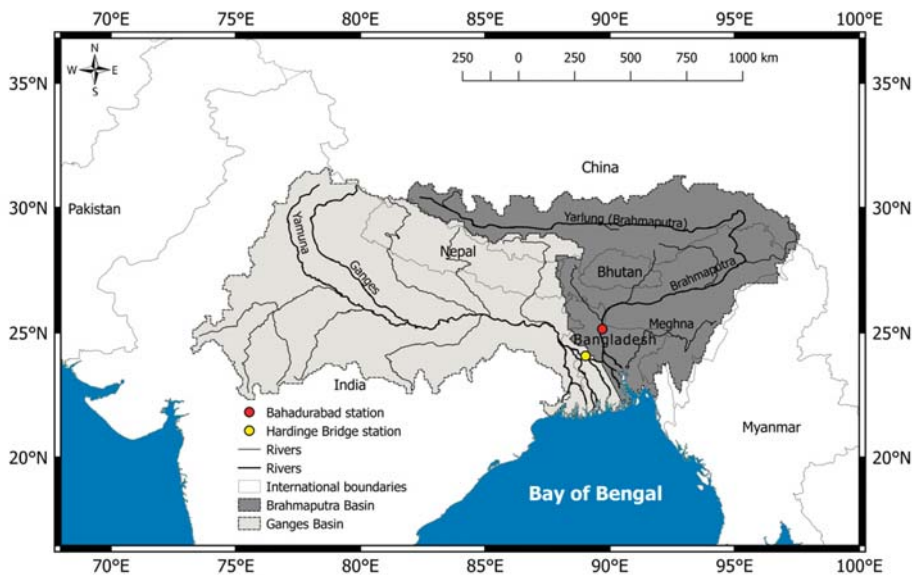 70°E 75°E 80°E 85°E 90°E 95°E 100°E
N
W E
S
250 0 250 500 750 1000 km
35°N 35°N
China
30°N 30°N
Pakistan
Yarlung (Brahmaputra)
Yamuna
Nepal
Ganges
Bhutan
Brahmaputra
25°N 25°N
Meghna
Bangladesh
India
Bahadurabad station
Hardinge Bridge station
Rivers
Rivers
International boundaries
Brahmaputra Basin
Ganges Basin
Myanmar
20°N 20°N
Bay of Bengal
70°E 75°E 80°E 85°E 90°E 95°E 100°E